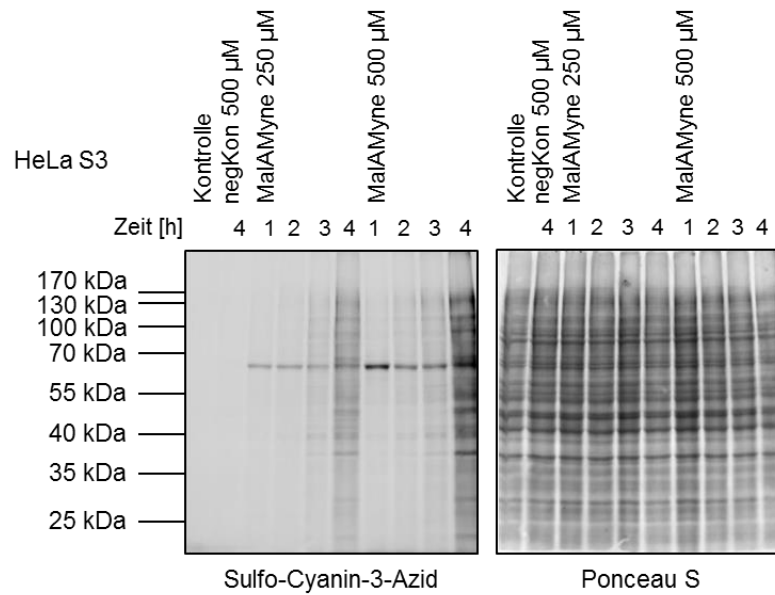 Kontrolle
negKon 500 µM
MalAMyne 250 µM
MalAMyne 500 µM
Kontrolle
negKon 500 µM
MalAMyne 250 µM
MalAMyne 500 µM
HeLa S3
Zeit [h] 4 1 2 3 4 1 2 3 4 4 1 2 3 4 1 2 3 4
170 kDa
130 kDa
100 kDa
70 kDa
55 kDa
40 kDa
35 kDa
25 kDa
Sulfo-Cyanin-3-Azid
Ponceau S